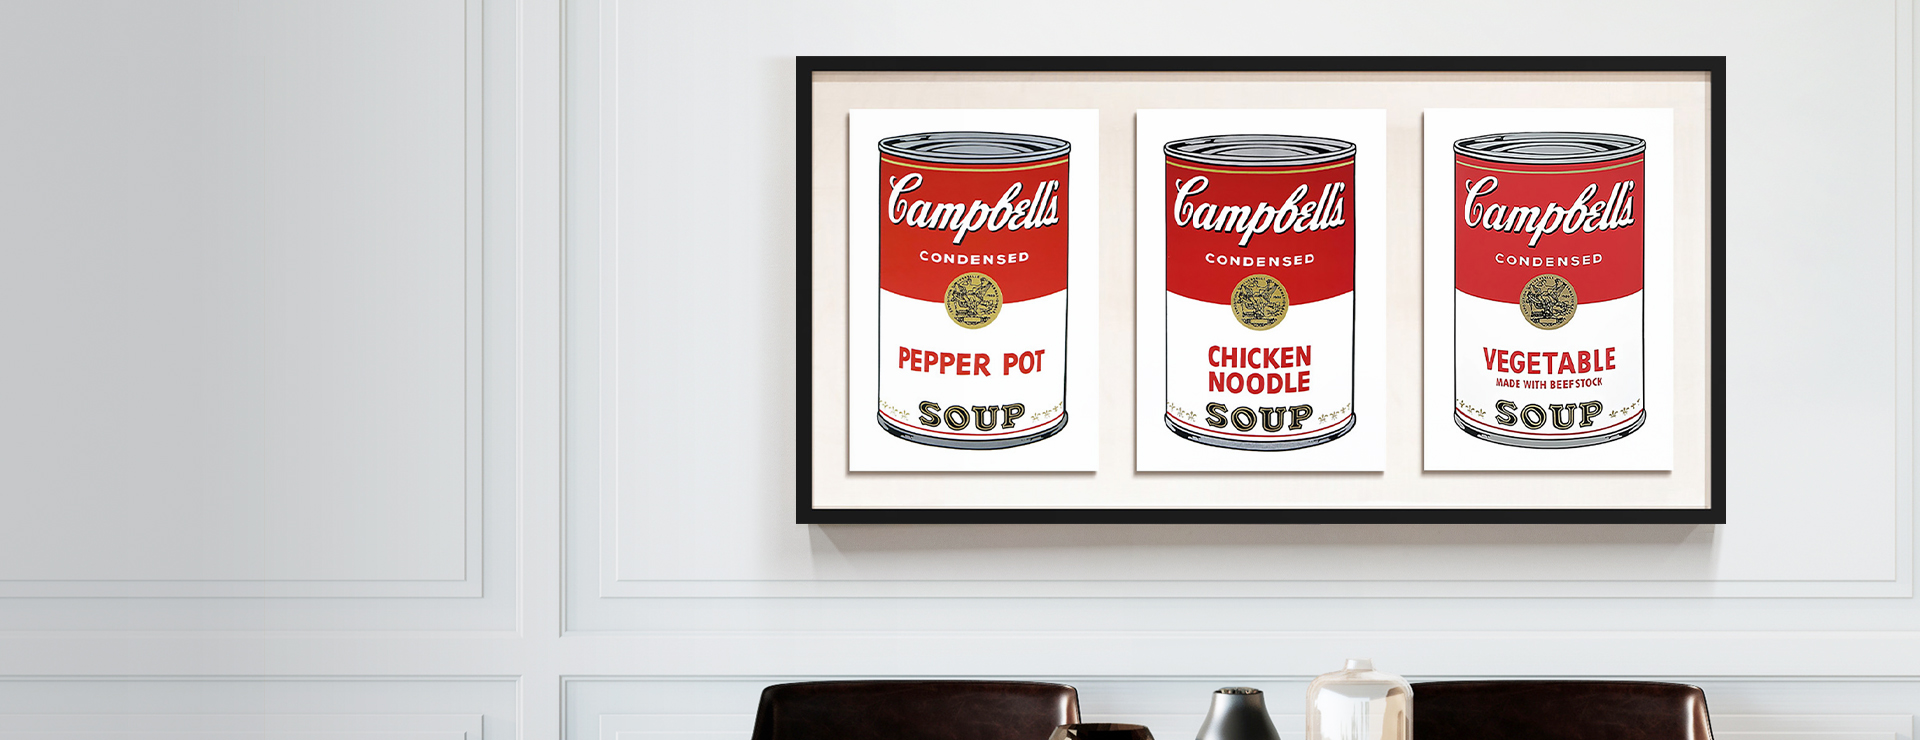 Campbell's
CONDENSED
PEPPER POT
SOUP
Campbell's
CONDENSED
CHICKEN
NOODLE
SOUP
Campbell's
CONDENSED
VEGETABLE
MADE WITH BEEF STOCK
SOUP